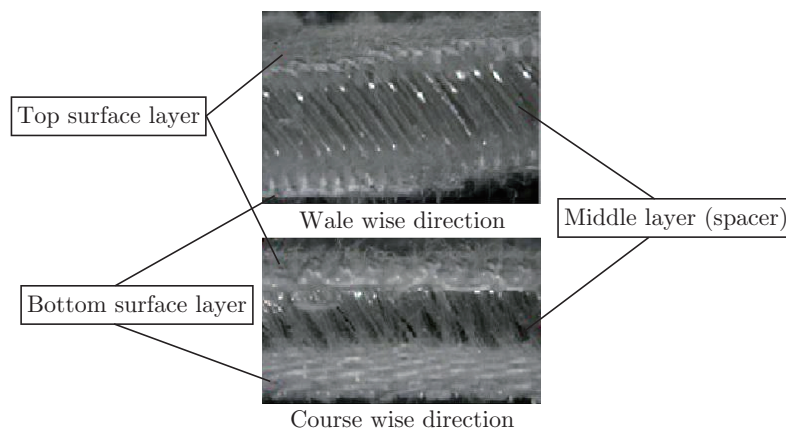 Top surface layer
Wale wise direction
Middle layer (spacer)
Bottom surface layer
Course wise direction